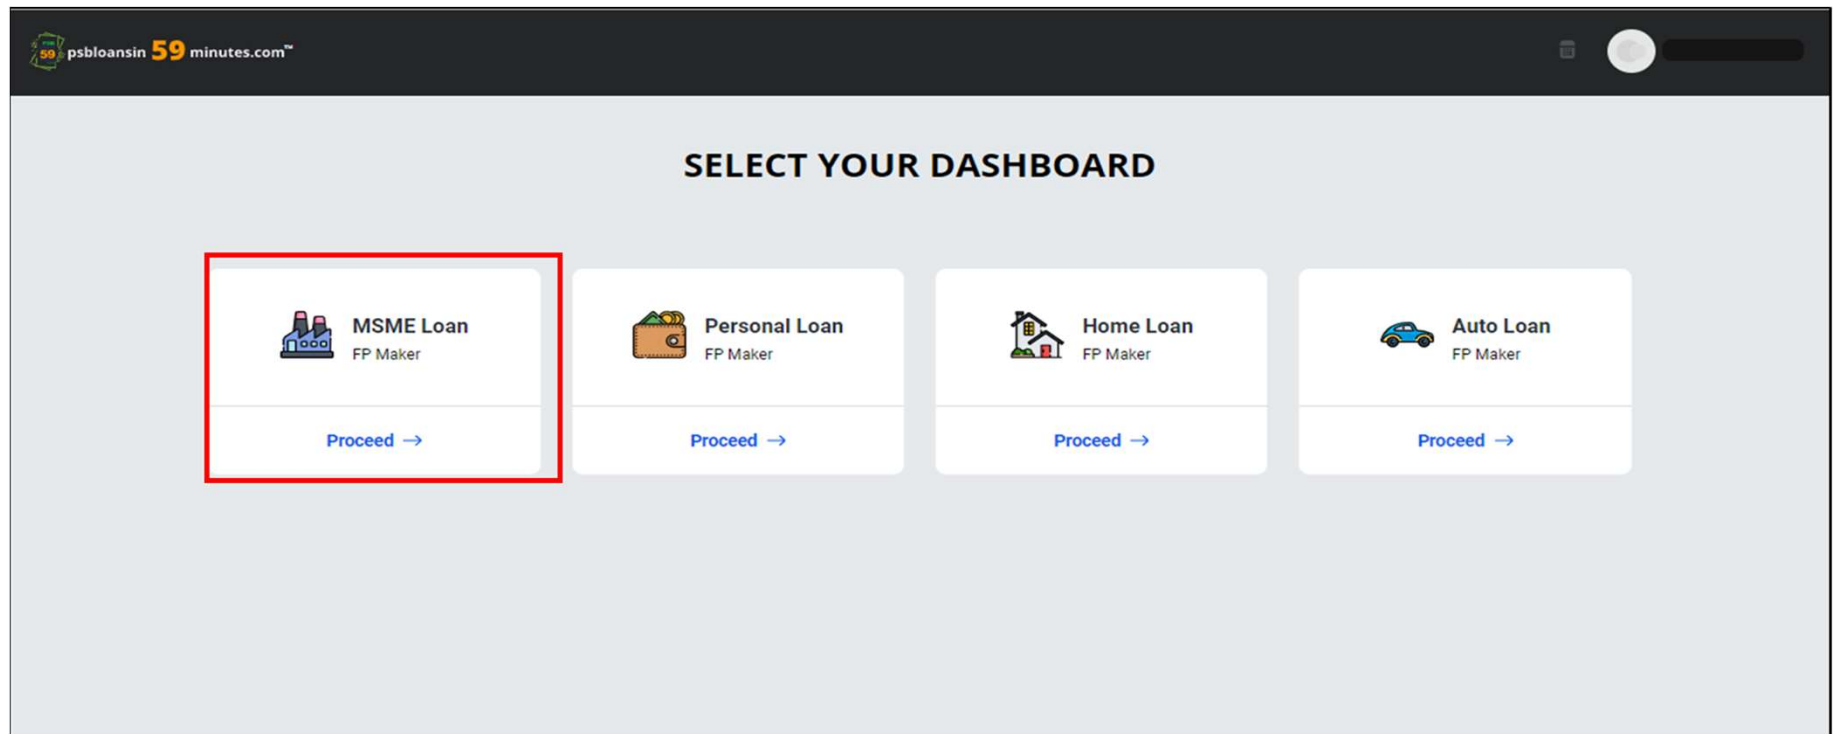 psbloansin 59 minutes.com™
SELECT YOUR DASHBOARD
MSME Loan
FP Maker
Proceed →
Personal Loan
FP Maker
Proceed →
Home Loan
FP Maker
Proceed →
Auto Loan
FP Maker
Proceed →